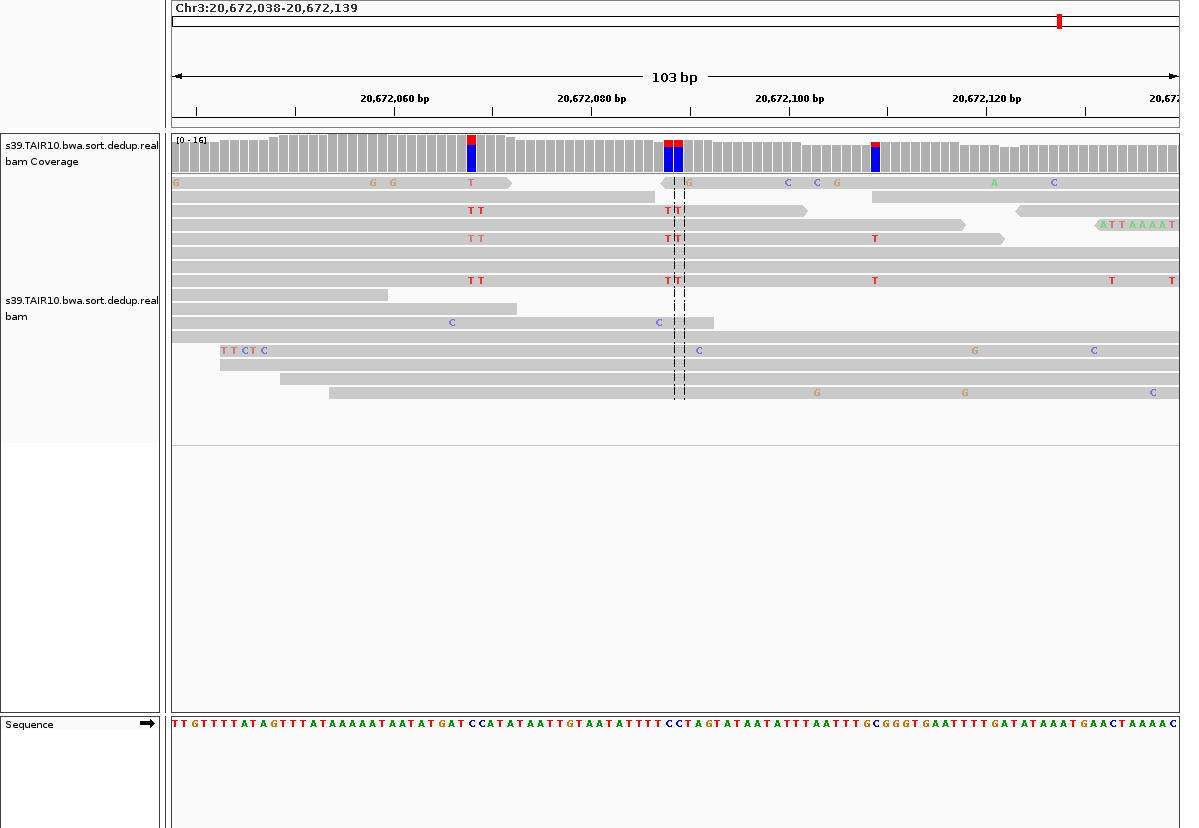 Chr3:20,672,038-20,672,139
103 bp
20,672,060 bp 20,672,080 bp 20,672,100 bp 20,672,120 bp 20,672
s39.TAIR10.bwa.sort.dedup.real
bam Coverage
[0 - 16]
G G G T G C C G A C
T T T T
A T T A A A A T
T T T T T
T T T T T T T
s39.TAIR10.bwa.sort.dedup.real
bam
C C
T T C T C C G C
G G C
Sequence
T T G T T T T A T A G T T T A T A A A A A T A A T A T G A T C C A T A T A A T T G T A A T A T T T T C C T A G T A T A A T A T T T A A T T T G C G G G T G A A T T T T G A T A T A A A T G A A C T A A A A C